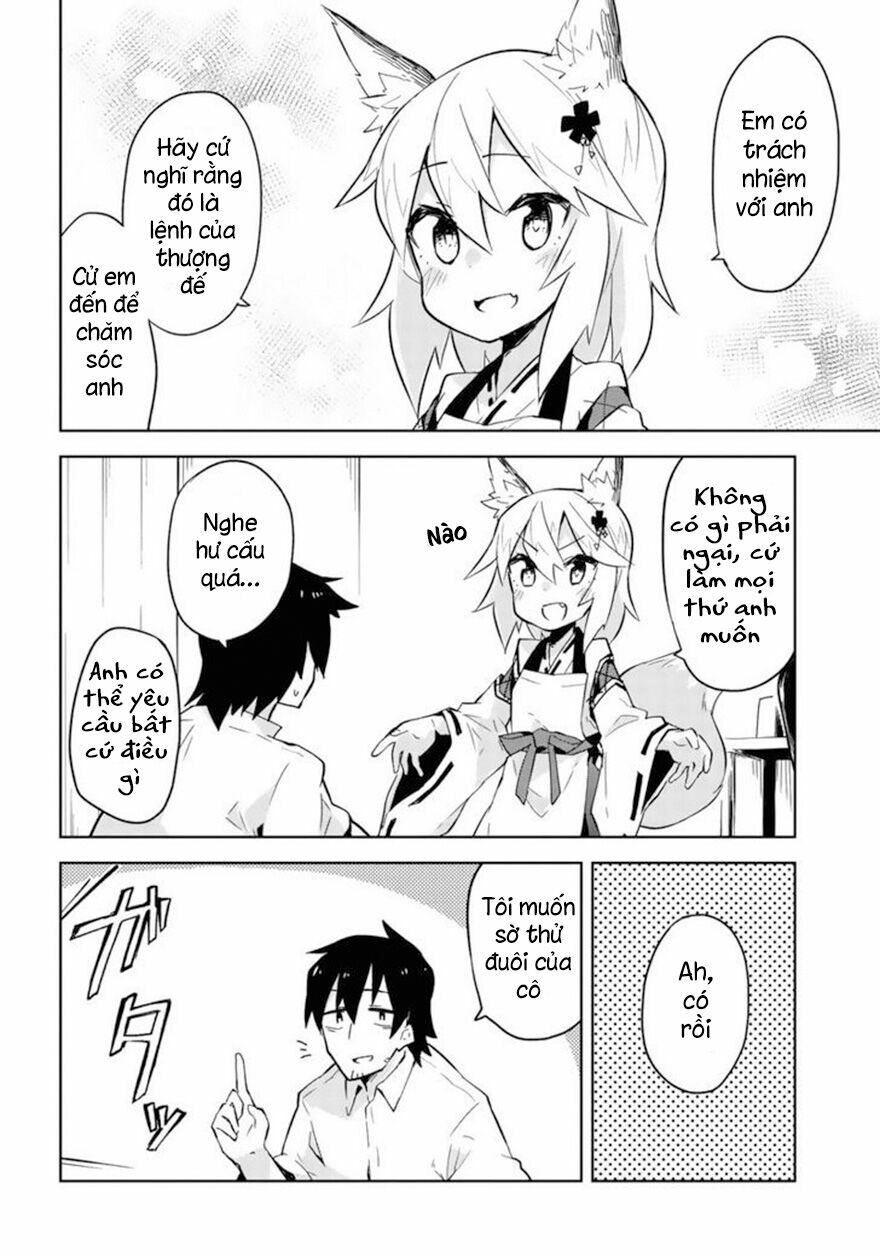 Em có
trách
nhiệm
với anh
Hãy cứ
nghĩ rằng
đó là
lệnh của
thượng
đế
Cử em
đến để
chăm
sóc
anh
Không
có gì phải
ngại, cứ
làm mọi
thứ anh
muốn
Nào
Nghe
hư cấu
quá...
Anh có
thể yêu
cầu bất
cứ điều
gì
Ah,
có
rồi
Tôi muốn
sờ thử
đuôi của
cô
ガタッ